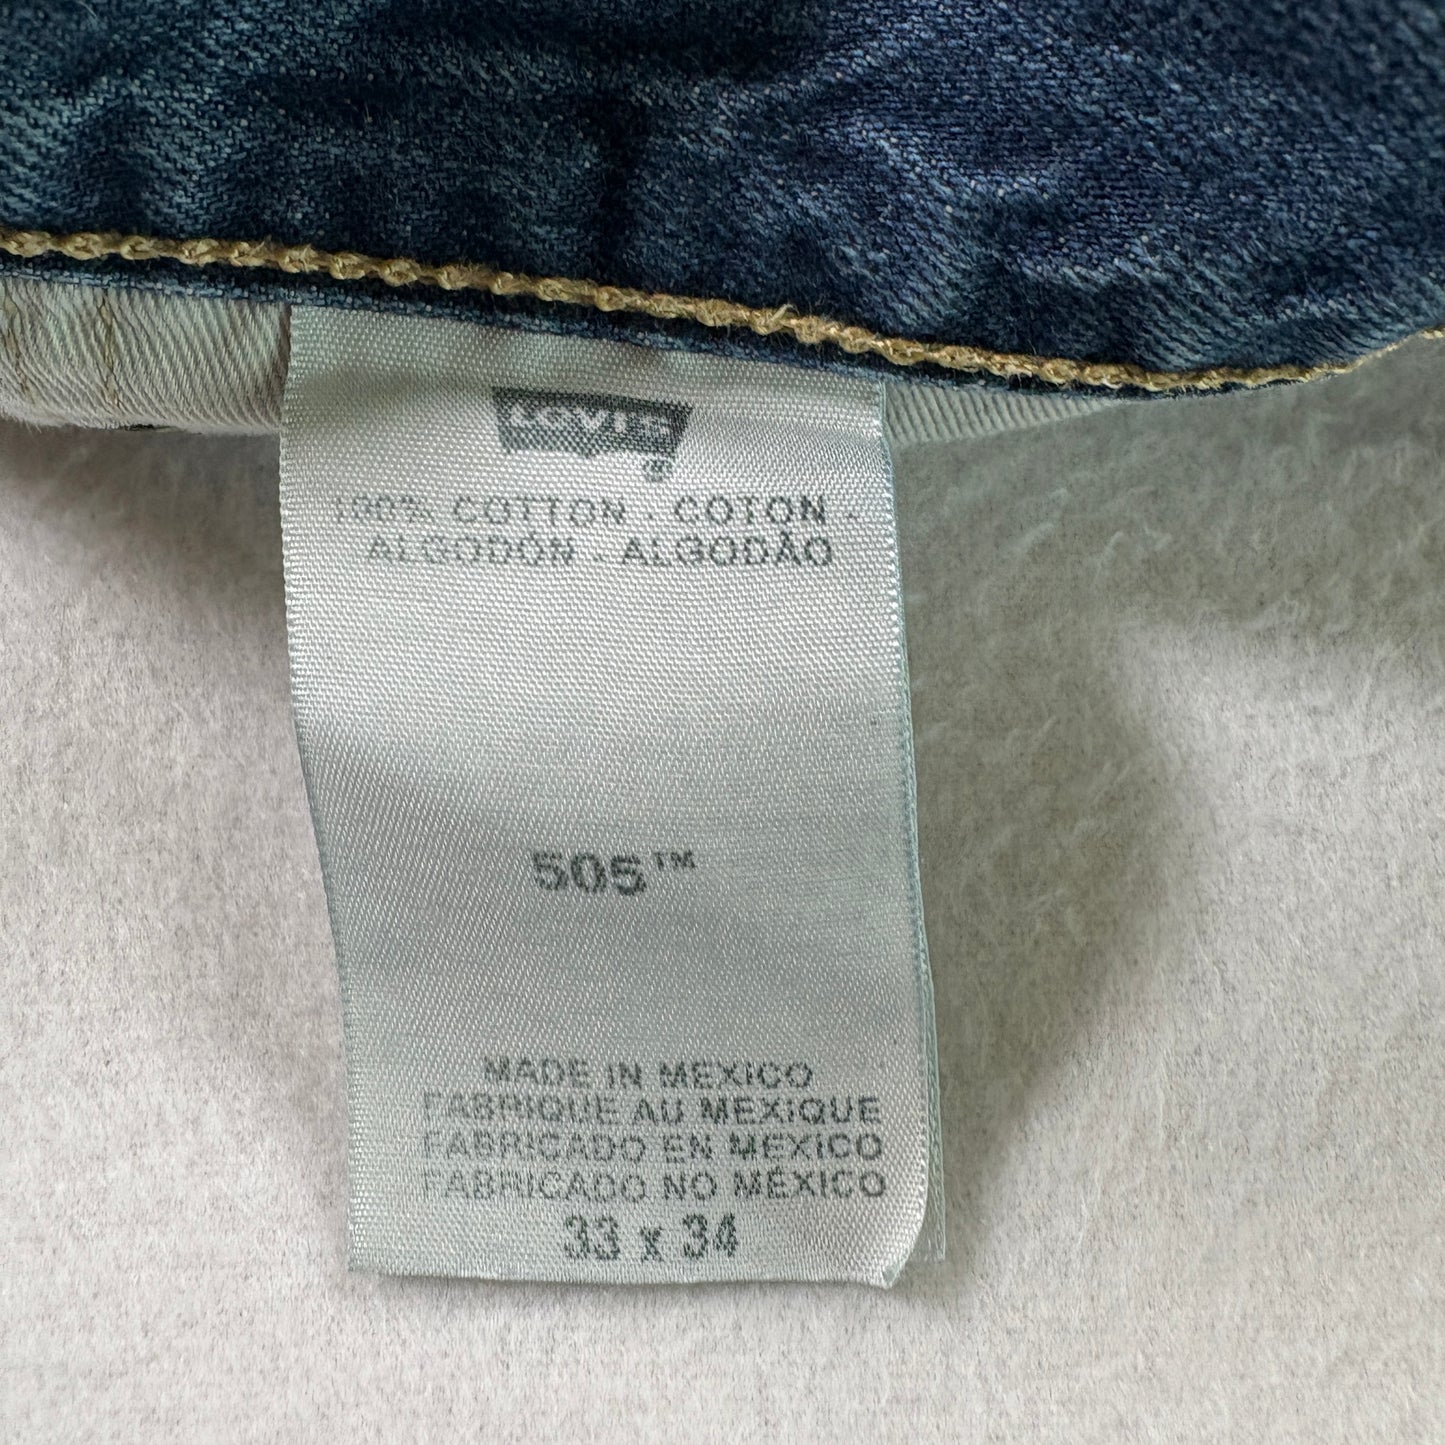 Levi's
®
100% COTTON - COTON -
ALGODÓN - ALGODÃO
505™
MADE IN MEXICO
FABRIQUE AU MEXIQUE
FABRICADO EN MEXICO
FABRICADO NO MÉXICO
33 x 34